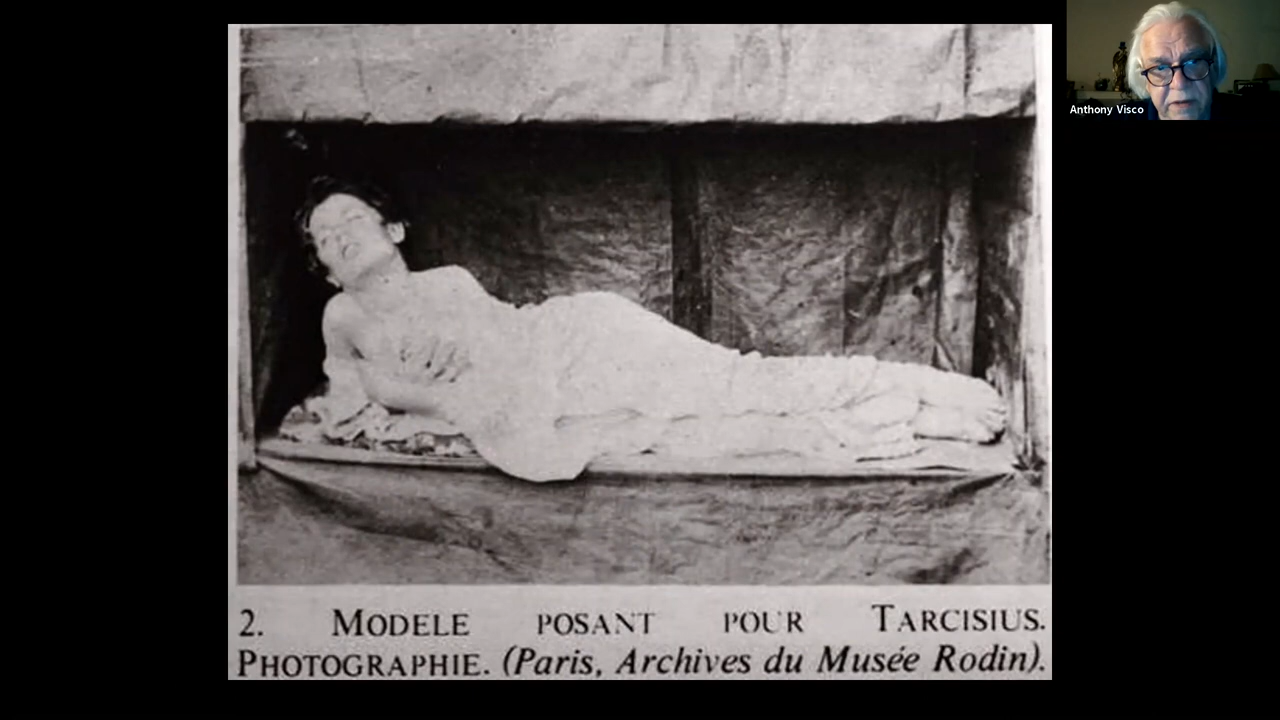 Anthony Visco
2. MODELE POSANT POUR TARCISIUS.
PHOTOGRAPHIE. (Paris, Archives du Musée Rodin).